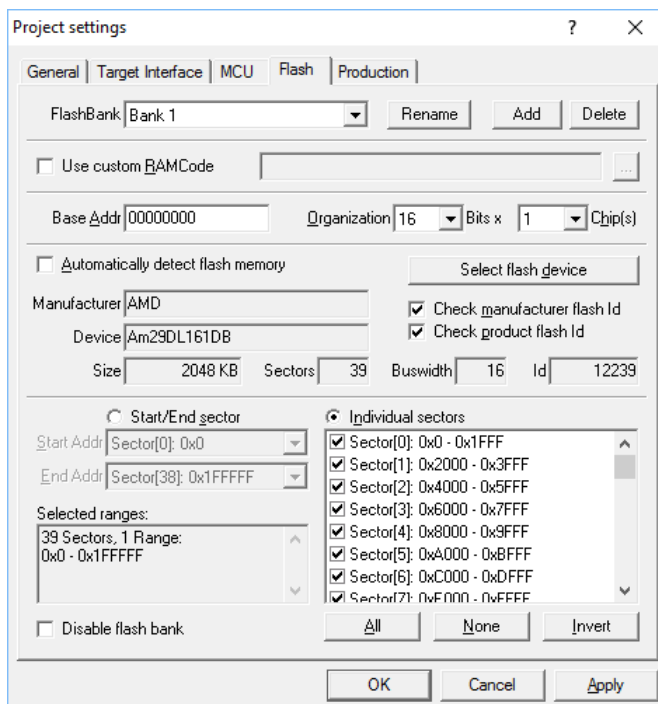 Project settings
General Target Interface MCU Flash Production
FlashBank Bank 1 Rename Add Delete
Use custom RAMCode ...
Base Addr 00000000 Organization 16 Bits x 1 Chip(s)
Automatically detect flash memory Select flash device
Manufacturer AMD Check manufacturer flash Id
Device Am29DL161DB Check product flash Id
Size 2048 KB Sectors 39 Buswidth 16 Id 12239
Start/End sector Individual sectors
Start Addr Sector[0]: 0x0 Sector[0]: 0x0 - 0x1FFF
Sector[1]: 0x2000 - 0x3FFF
End Addr Sector[38]: 0x1FFFFF Sector[2]: 0x4000 - 0x5FFF
Sector[3]: 0x6000 - 0x7FFF
Selected ranges: Sector[4]: 0x8000 - 0x9FFF
39 Sectors, 1 Range: Sector[5]: 0xA000 - 0xBFFF
0x0 - 0x1FFFFF Sector[6]: 0xC000 - 0xDFFF
Sector[7]: 0xE000 - 0xFFFF
Disable flash bank All None Invert
OK Cancel Apply